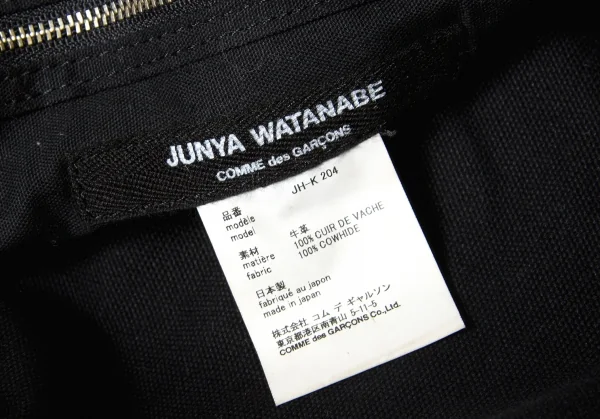 JUNYA WATANABE
COMME des GARÇONS
品番 JH-K 204
modèle
model
素材 牛革
matière 100% CUIR DE VACHE
fabric 100% COWHIDE
日本製
fabriqué au japon
made in japan
株式会社 コム デ ギャルソン
東京都港区南青山 5-11-5
COMME des GARÇONS Co.,Ltd.